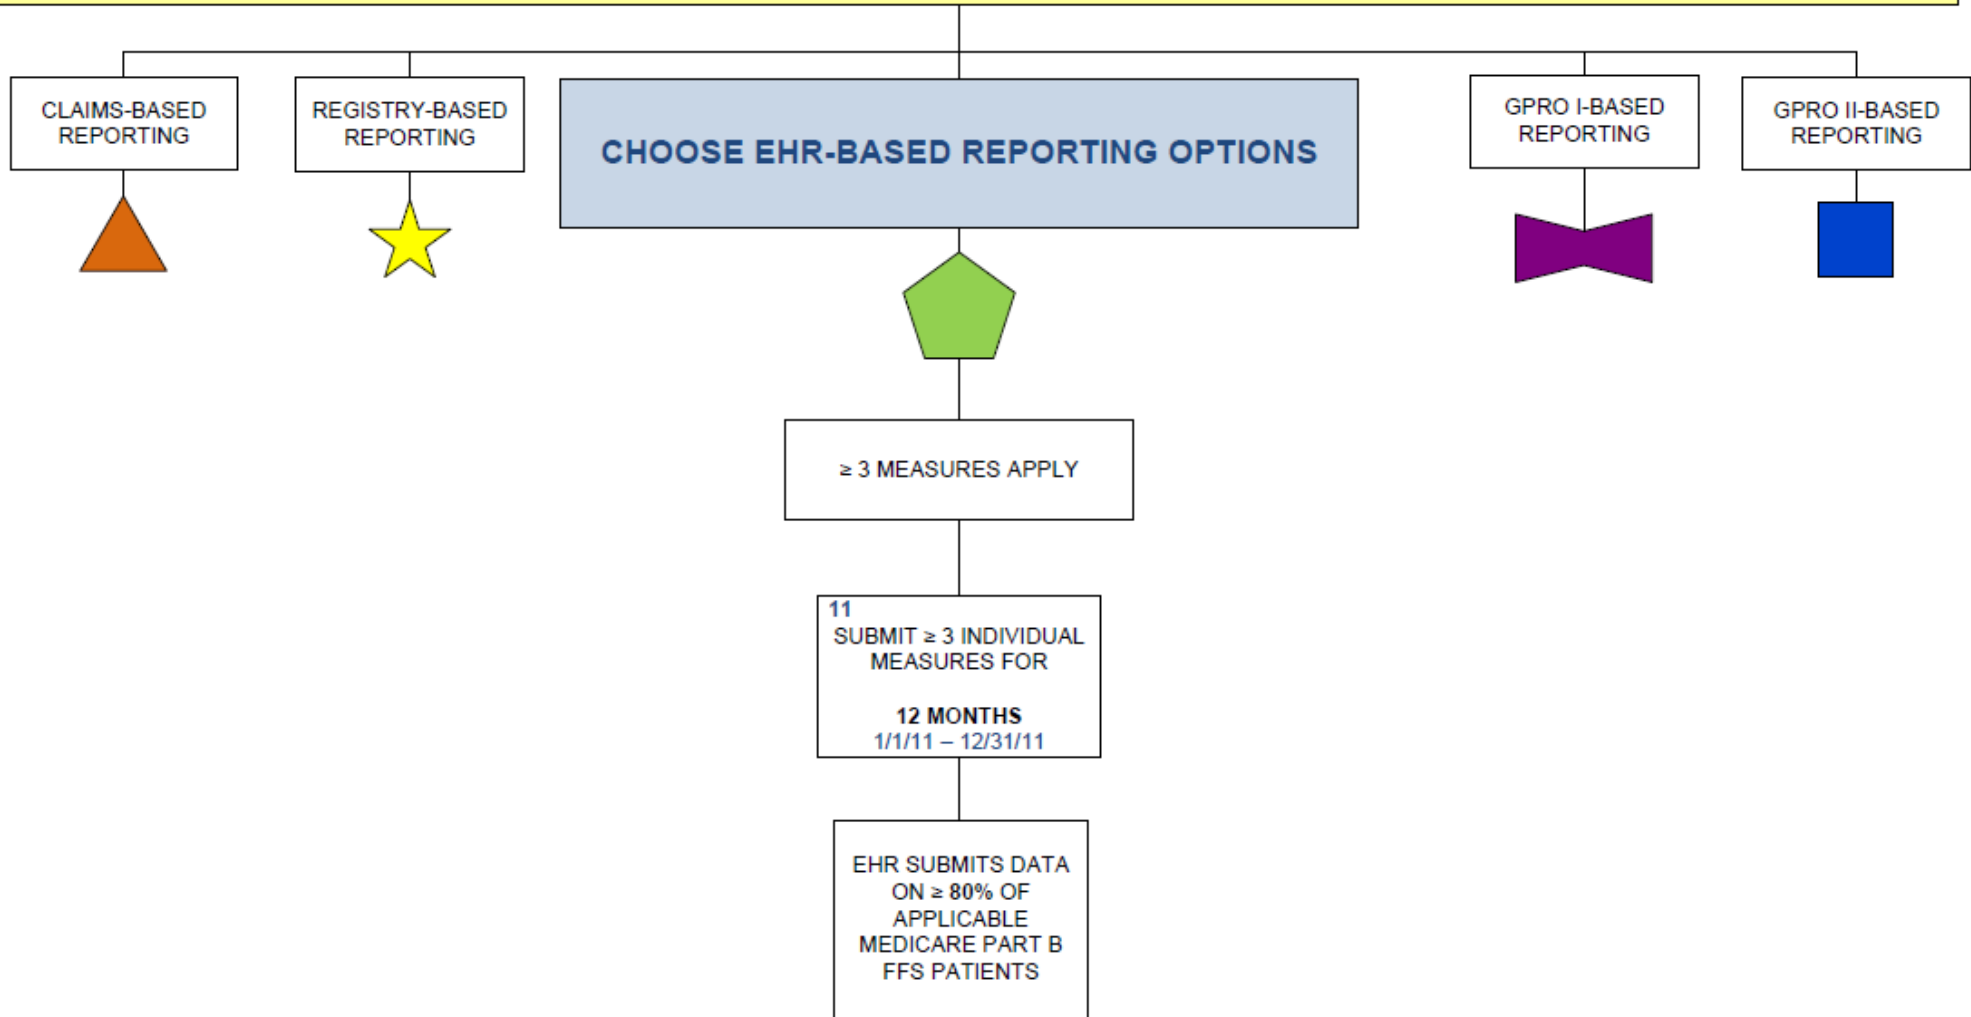 CLAIMS-BASED
REPORTING
REGISTRY-BASED
REPORTING
CHOOSE EHR-BASED REPORTING OPTIONS
GPRO I-BASED
REPORTING
GPRO II-BASED
REPORTING
≥ 3 MEASURES APPLY
11
SUBMIT ≥ 3 INDIVIDUAL
MEASURES FOR
12 MONTHS
1/1/11 – 12/31/11
EHR SUBMITS DATA
ON ≥ 80% OF
APPLICABLE
MEDICARE PART B
FFS PATIENTS